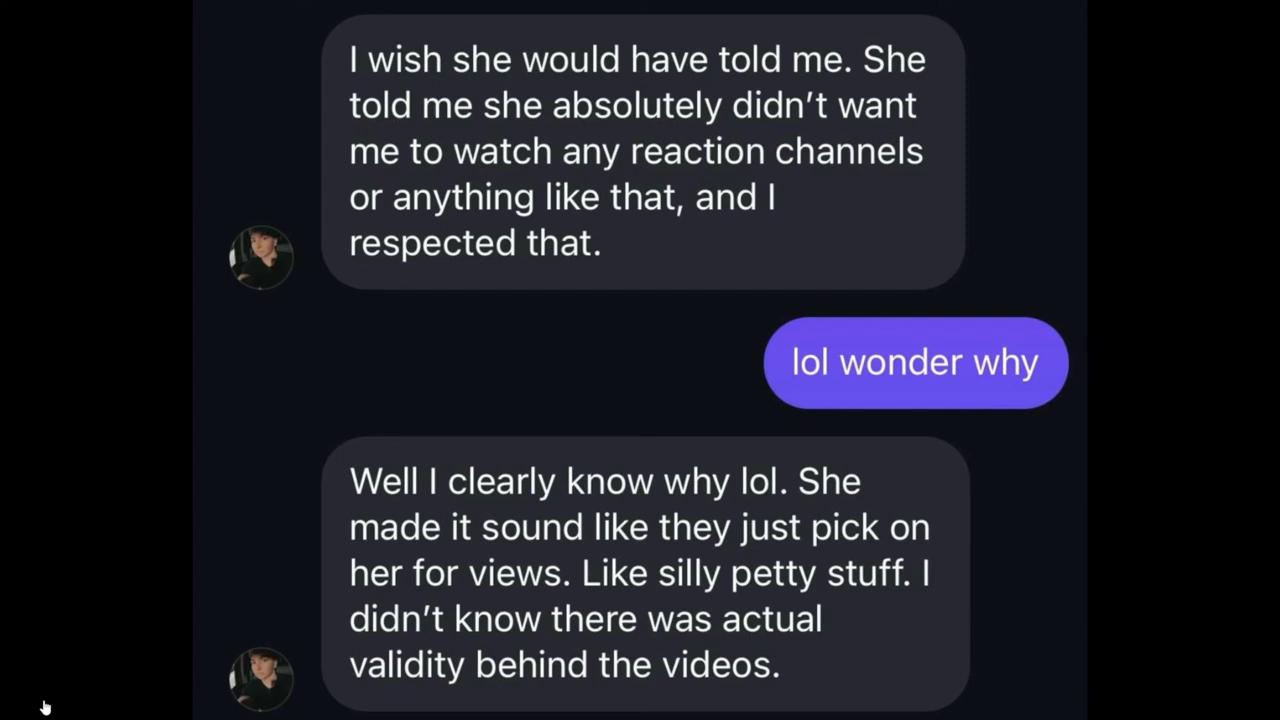 I wish she would have told me. She
told me she absolutely didn’t want
me to watch any reaction channels
or anything like that, and I
respected that.
lol wonder why
Well I clearly know why lol. She
made it sound like they just pick on
her for views. Like silly petty stuff. I
didn’t know there was actual
validity behind the videos.